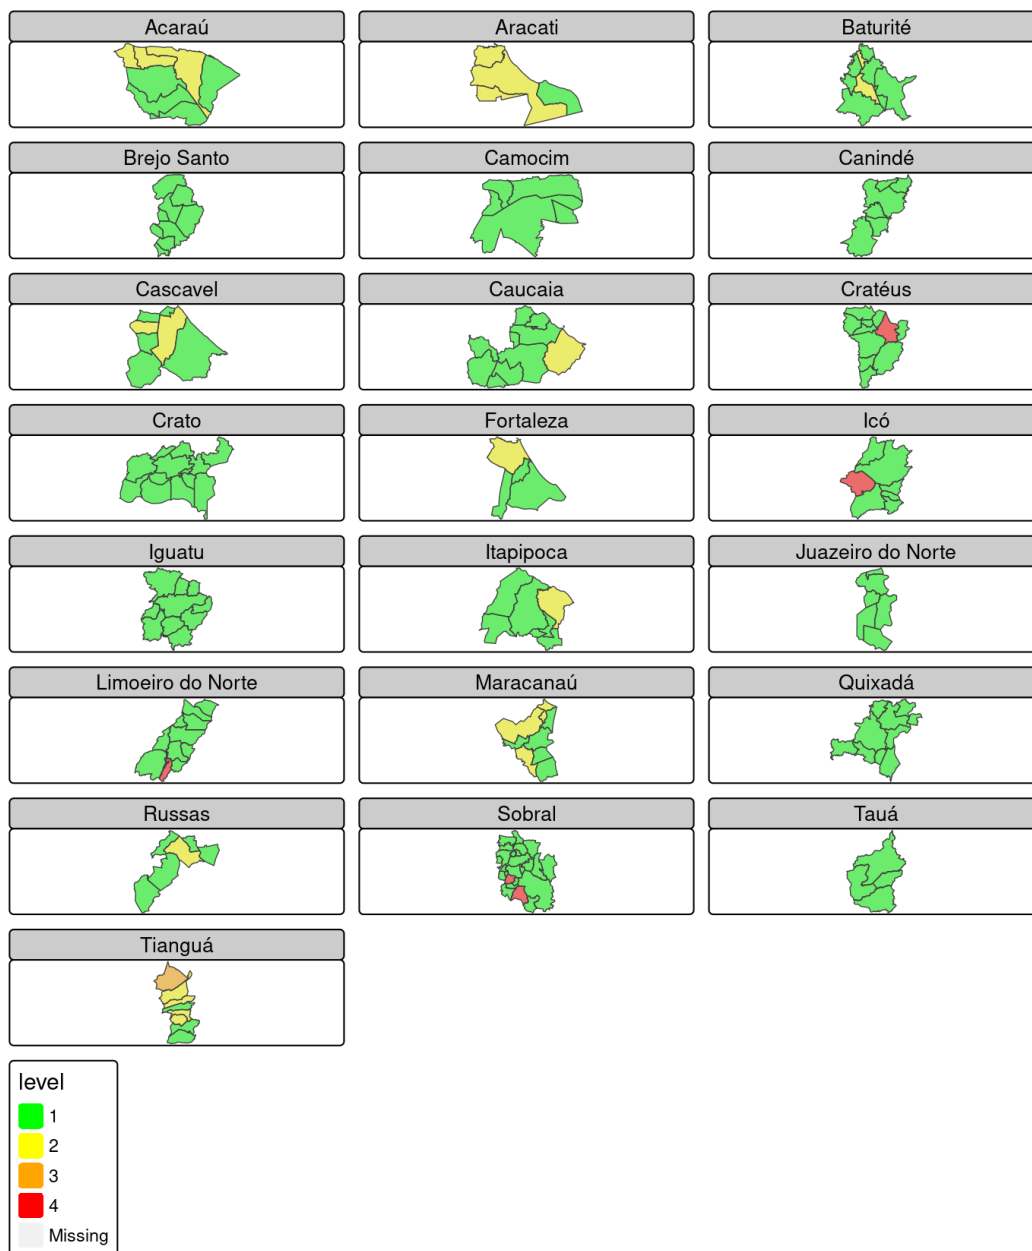 Acaraú
Aracati
Baturité
Brejo Santo
Camocim
Canindé
Cascavel
Caucaia
Cratéus
Crato
Fortaleza
Icó
Iguatu
Itapipoca
Juazeiro do Norte
Limoeiro do Norte
Maracanaú
Quixadá
Russas
Sobral
Tauá
Tianguá
level
1
2
3
4
Missing